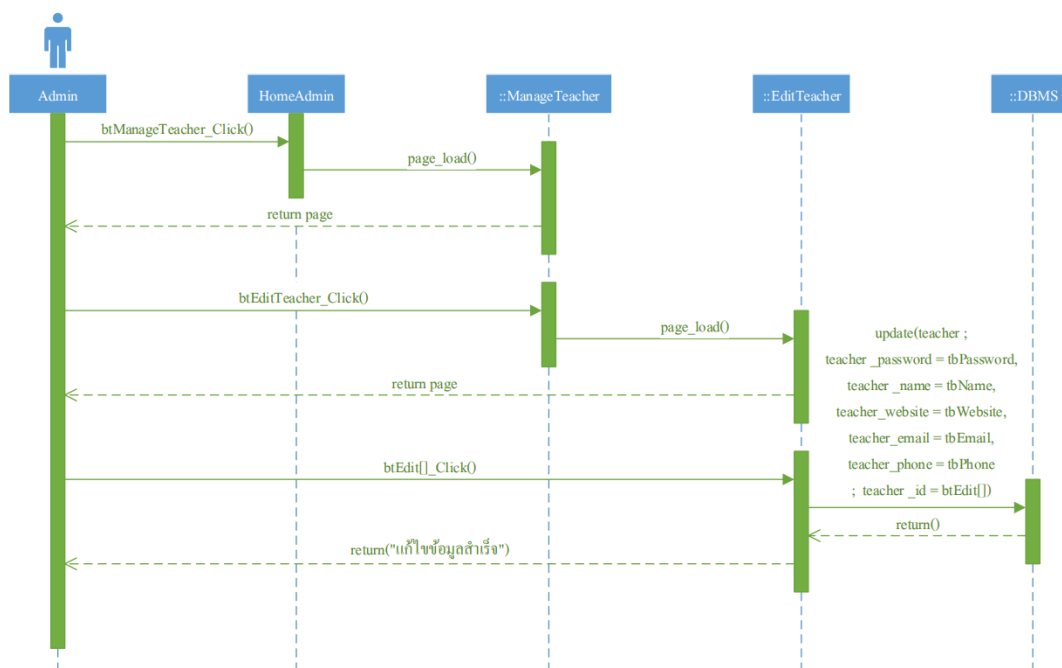 Admin
HomeAdmin
::ManageTeacher
::EditTeacher
::DBMS
btManageTeacher_Click()
page_load()
return page
btEditTeacher_Click()
page_load()
update(teacher ;
teacher _password = tbPassword,
teacher _name = tbName,
teacher_website = tbWebsite,
teacher_email = tbEmail,
teacher_phone = tbPhone
; teacher _id = btEdit[])
return page
btEdit[]_Click()
return()
return("แก้ไขข้อมูลสำเร็จ")